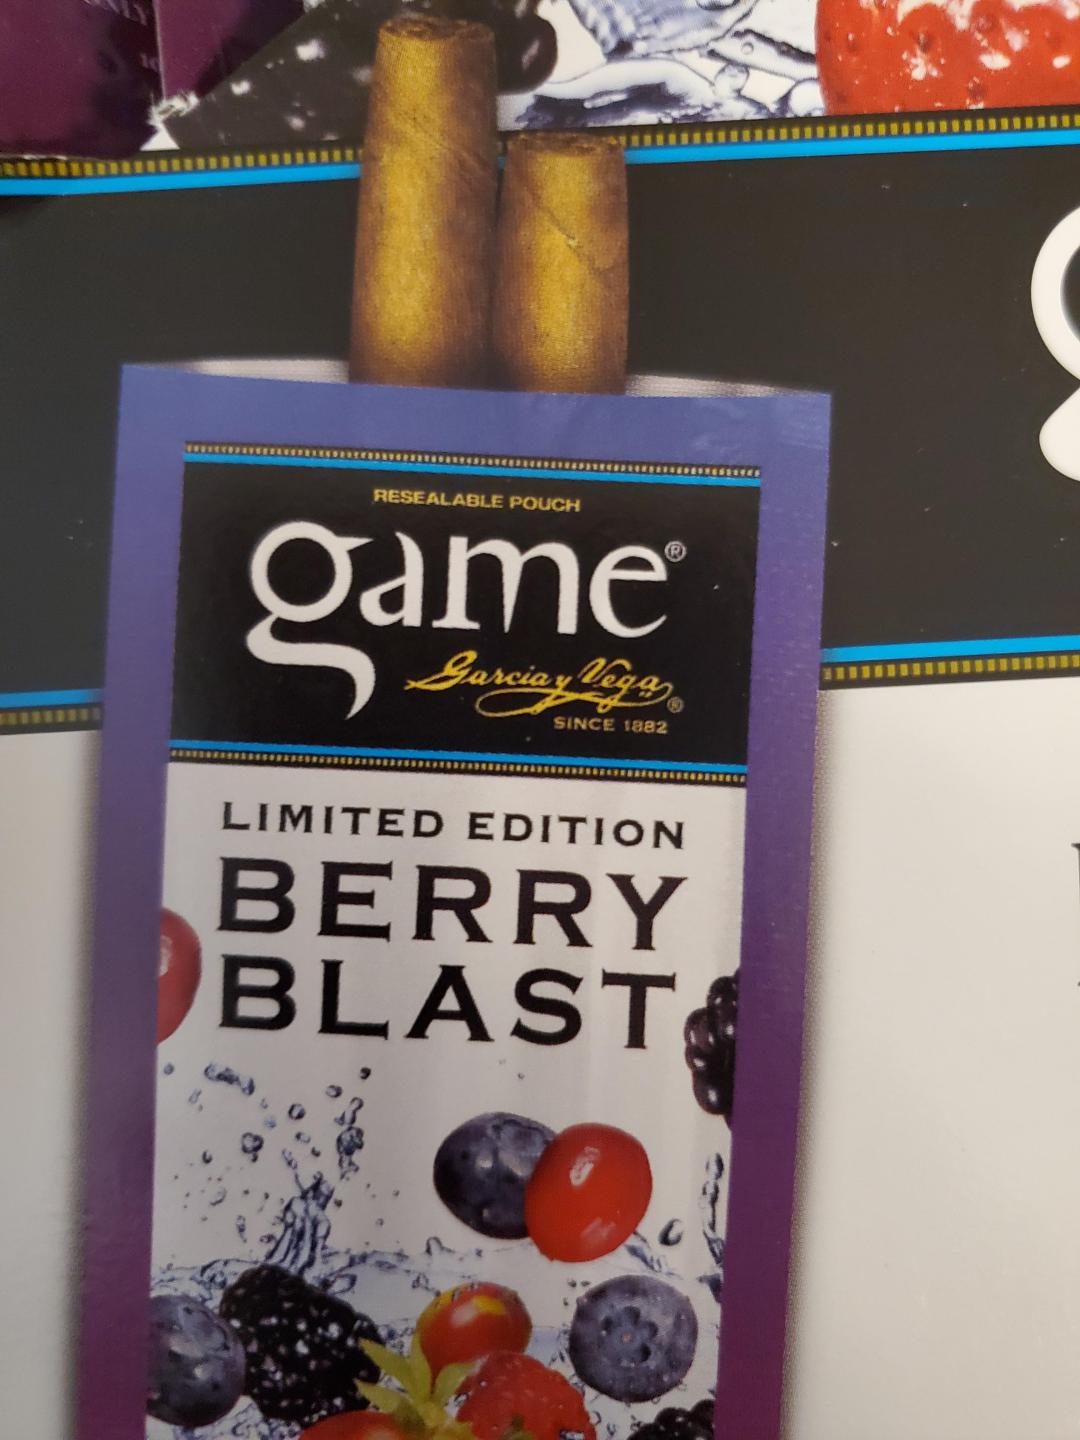 RESEALABLE POUCH
game®
Garcia y Vega®
SINCE 1882
LIMITED EDITION
BERRY
BLAST